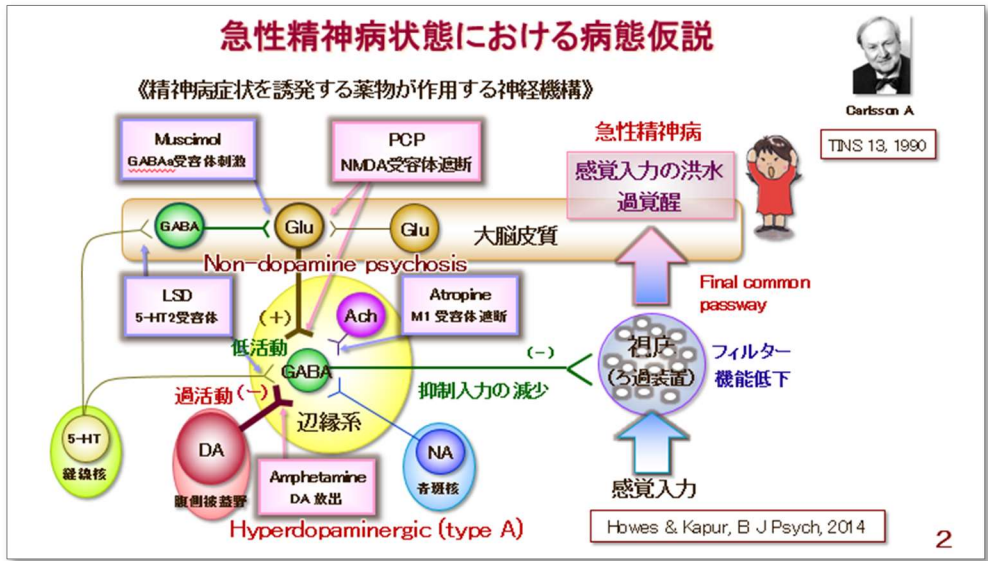 急性精神病状態における病態仮説
《精神病症状を誘発する薬物が作用する神経機構》
Carlsson A
TINS 13, 1990
Muscimol
GABAa受容体刺激
PCP
NMDA受容体遮断
急性精神病
感覚入力の洪水
過覚醒
GABA
Glu
Glu
大脳皮質
Non-dopamine psychosis
LSD
5-HT2受容体
(+)
Ach
Atropine
M1 受容体遮断
Final common
passway
低活動
GABA
(-)
視床
(ろ過装置)
フィルター
機能低下
過活動(-)
抑制入力の減少
辺縁系
5-HT
縫線核
DA
腹側被蓋野
Amphetamine
DA 放出
NA
青斑核
感覚入力
Hyperdopaminergic (type A)
Howes & Kapur, B J Psych, 2014
2